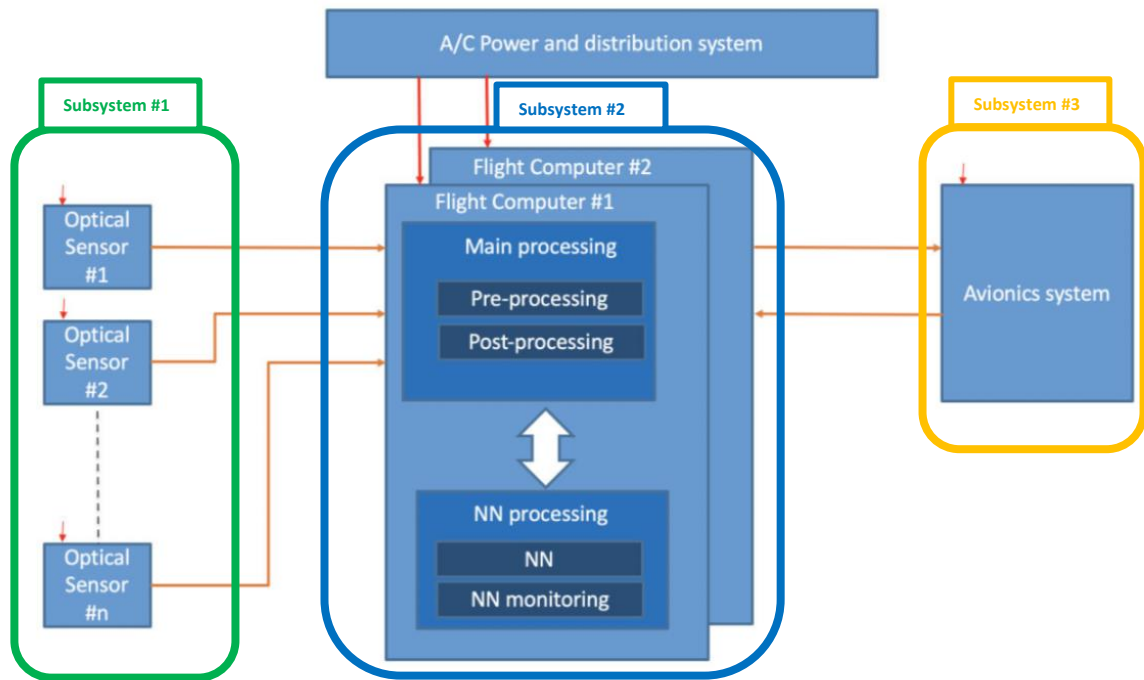 A/C Power and distribution system
Subsystem #1
Subsystem #2
Subsystem #3
Flight Computer #2
Flight Computer #1
Optical
Sensor
#1
Main processing
Pre-processing
Post-processing
Avionics system
Optical
Sensor
#2
NN processing
NN
NN monitoring
Optical
Sensor
#n